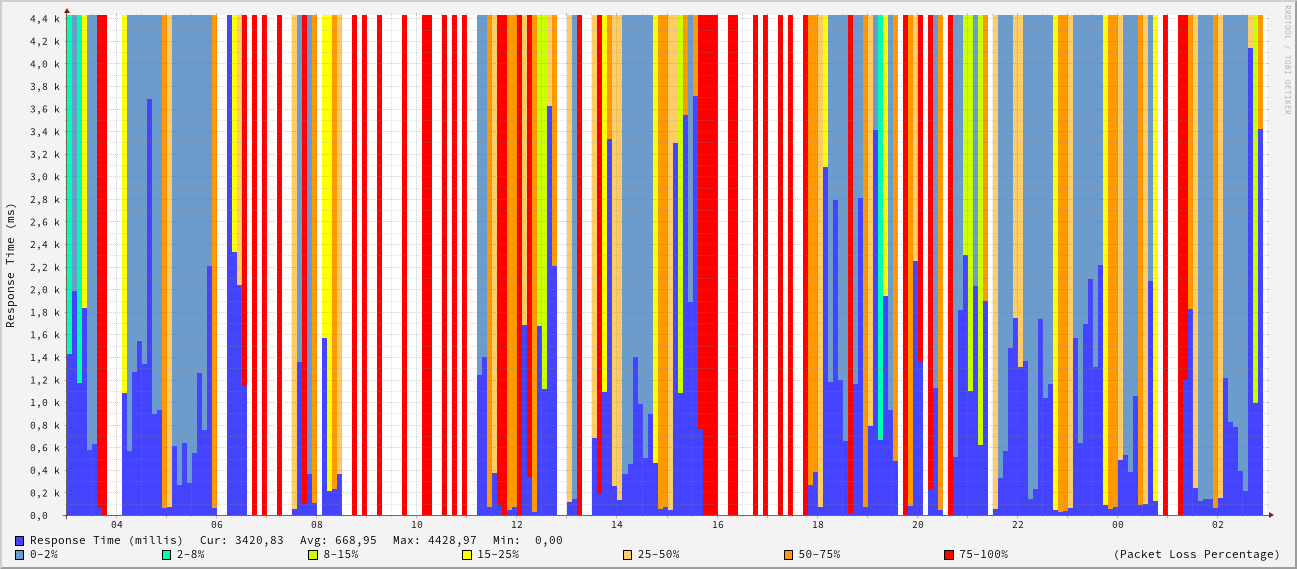 RRDTOOL / TOBI OETIKER
Response Time (ms)
4,4 k
4,2 k
4,0 k
3,8 k
3,6 k
3,4 k
3,2 k
3,0 k
2,8 k
2,6 k
2,4 k
2,2 k
2,0 k
1,8 k
1,6 k
1,4 k
1,2 k
1,0 k
0,8 k
0,6 k
0,4 k
0,2 k
0,0
04 06 08 10 12 14 16 18 20 22 00 02
Response Time (millis) Cur: 3420,83 Avg: 668,95 Max: 4428,97 Min: 0,00
0-2% 2-8% 8-15% 15-25% 25-50% 50-75% 75-100% (Packet Loss Percentage)